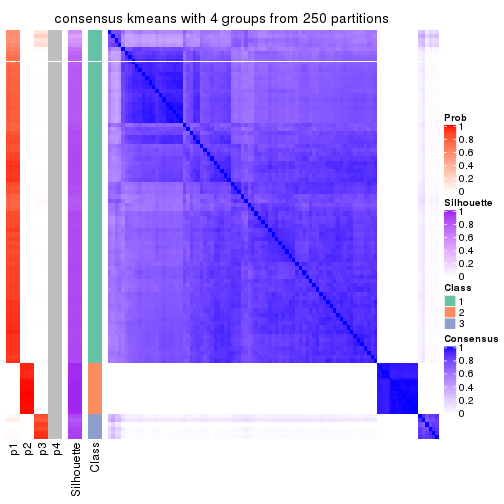 consensus kmeans with 4 groups from 250 partitions
Prob
1
0.8
0.6
0.4
0.2
0
Silhouette
1
0.8
0.6
0.4
0.2
0
Class
1
2
3
Consensus
1
0.8
0.6
0.4
0.2
0
p1
p2
p3
p4
Silhouette
Class